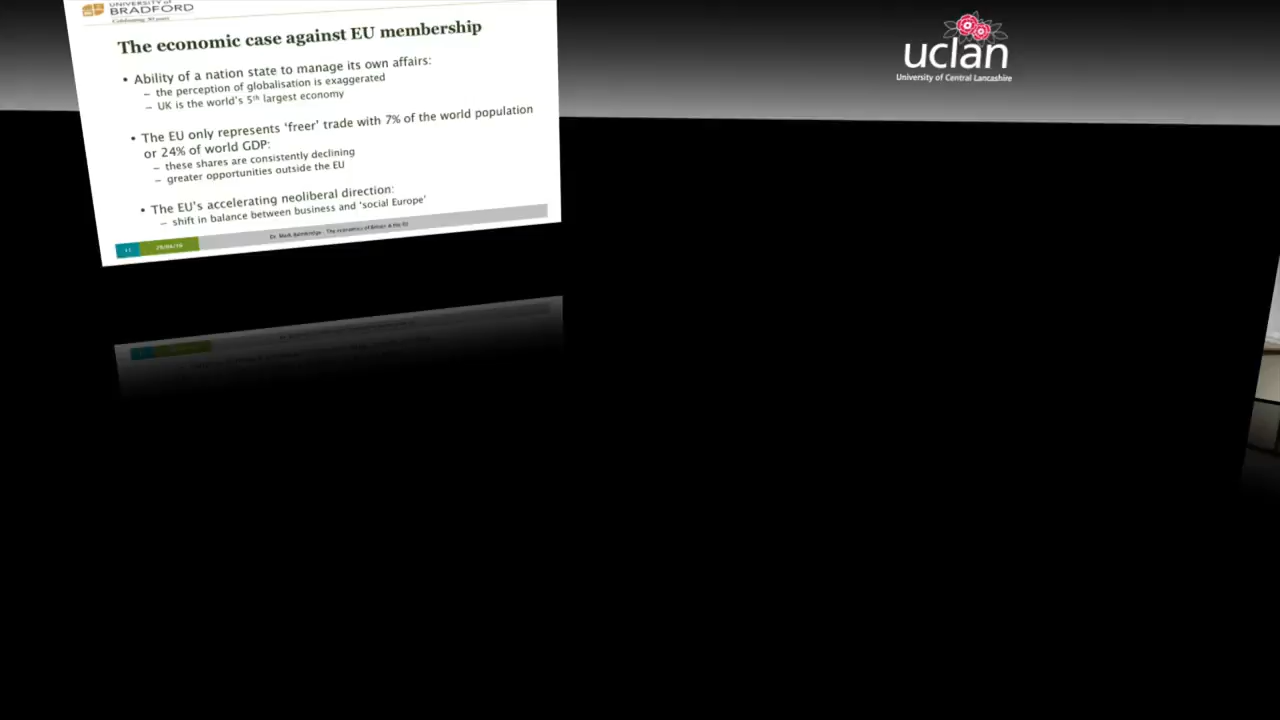 UNIVERSITY of
BRADFORD
The economic case against EU membership
• Ability of a nation state to manage its own affairs:
– the perception of globalisation is exaggerated
– UK is the world's 5th largest economy
• The EU only represents 'freer' trade with 7% of the world population
or 24% of world GDP:
– these shares are consistently declining
– greater opportunities outside the EU
• The EU's accelerating neoliberal direction:
– shift in balance between business and 'social Europe'
uclan
University of Central Lancashire